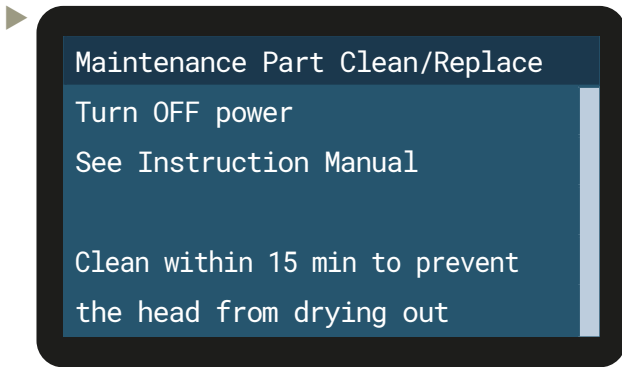 Maintenance Part Clean/Replace
Turn OFF power
See Instruction Manual
Clean within 15 min to prevent
the head from drying out